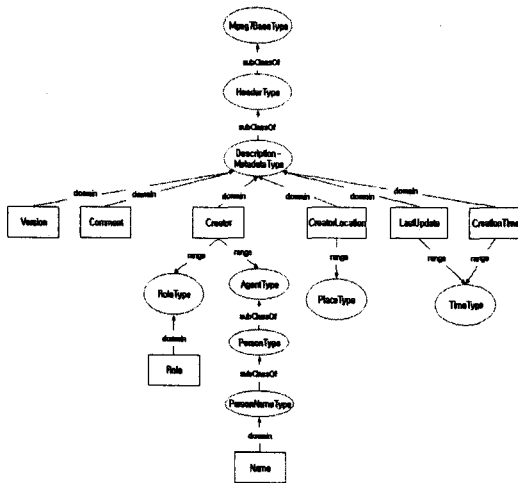 Mpeg7BaseType
subClassOf
HeaderType
subClassOf
Description-
MetadataType
domain domain domain domain domain domain
Version Comment Creator CreatorLocation LastUpdate CreationTime
range range range range range
RoleType AgentType PlaceType TimeType
domain subClassOf
Role PersonType
subClassOf
PersonNameType
domain
Name